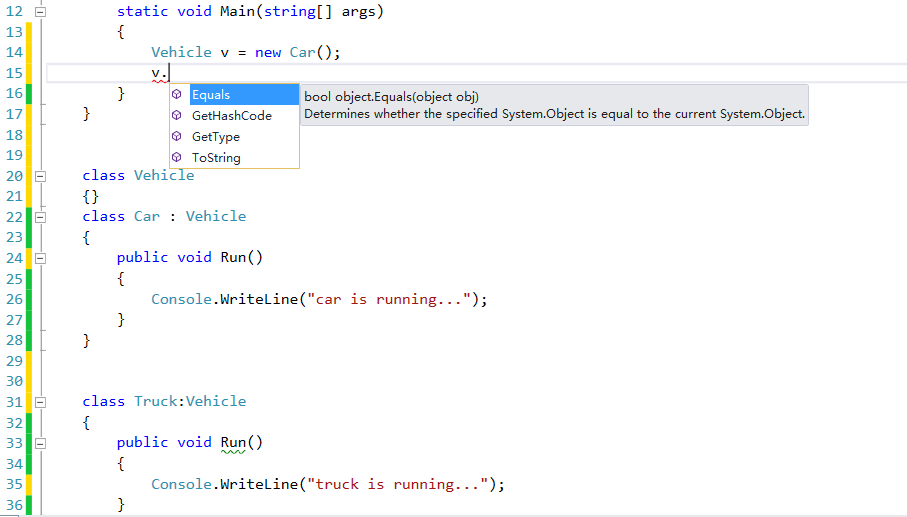 12 static void Main(string[] args)
13 {
14 Vehicle v = new Car();
15 v.
16 }
Equals
GetHashCode
GetType
ToString
bool object.Equals(object obj)
Determines whether the specified System.Object is equal to the current System.Object.
17 }
18
19
20 class Vehicle
21 {}
22 class Car : Vehicle
23 {
24 public void Run()
25 {
26 Console.WriteLine("car is running...");
27 }
28 }
29
30
31 class Truck:Vehicle
32 {
33 public void Run()
34 {
35 Console.WriteLine("truck is running...");
36 }